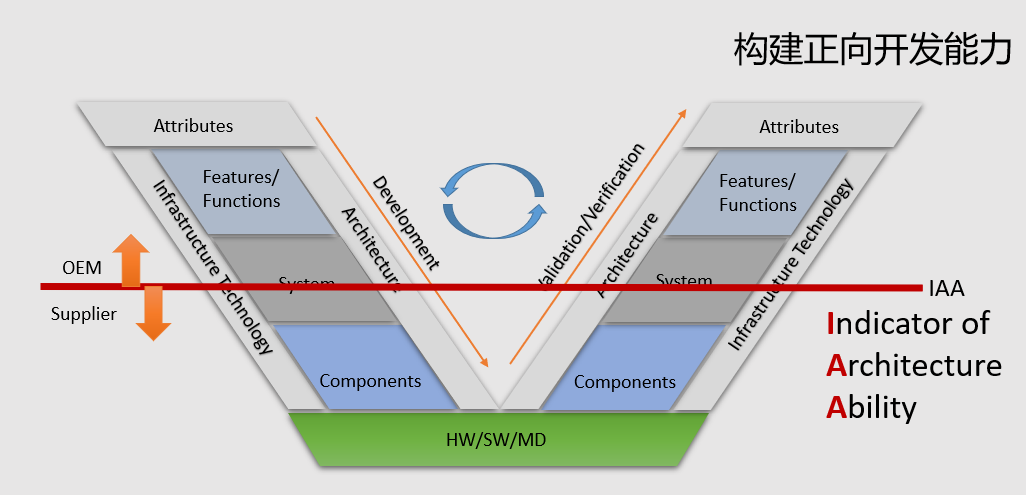 构建正向开发能力
Attributes
Attributes
Features/
Functions
Features/
Functions
Infrastructure Technology
Architecture
Development
Validation/Verification
Architecture
Infrastructure Technology
System
System
OEM
Supplier
IAA
Indicator of
Architecture
Ability
Components
Components
HW/SW/MD